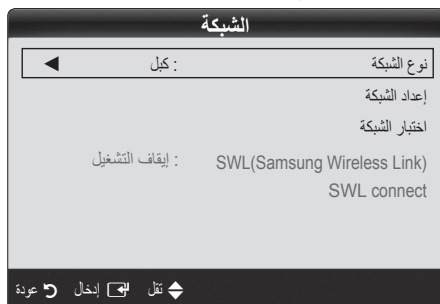 الشبكة
نوع الشبكة : كبل
إعداد الشبكة
اختبار الشبكة
SWL(Samsung Wireless Link) : إيقاف التشغيل
SWL connect
نقل إدخال عودة